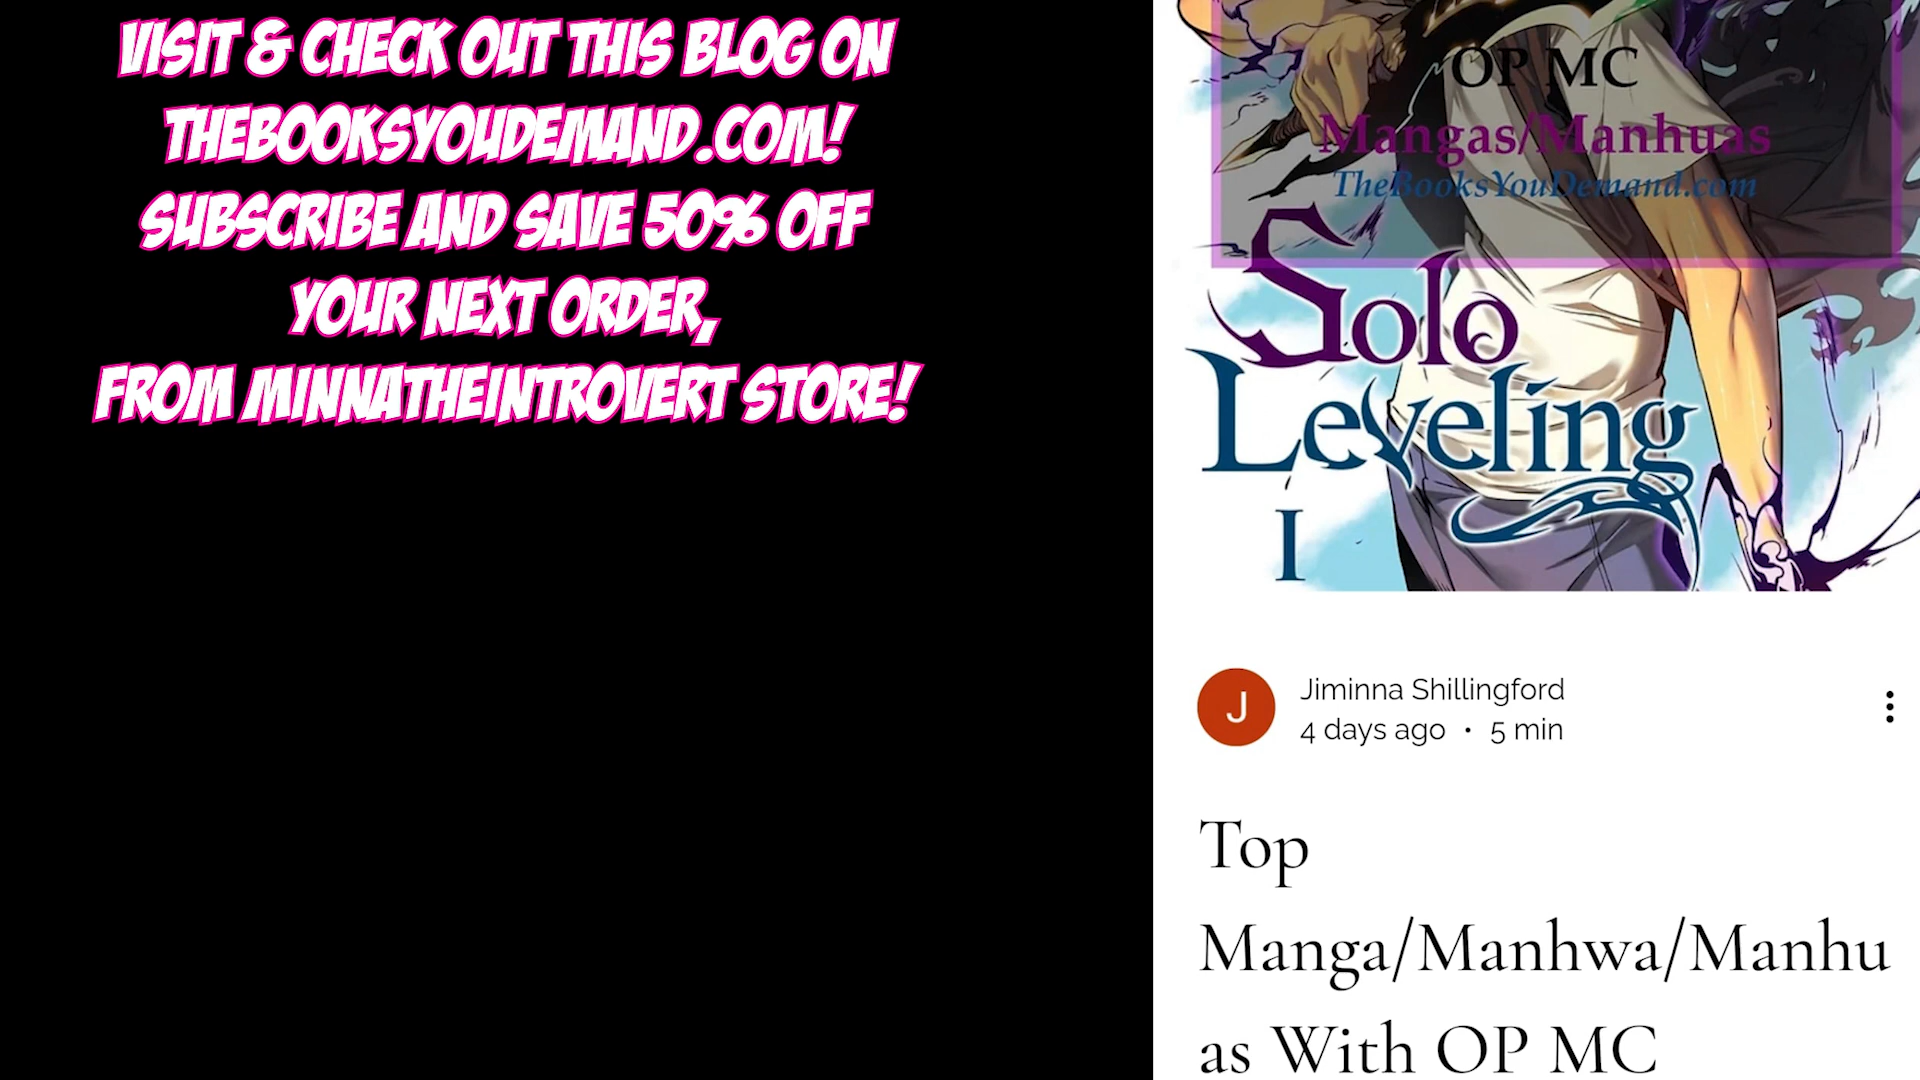 VISIT & CHECK OUT THIS BLOG ON
THEBOOKSYOUDEMAND.COM!
SUBSCRIBE AND SAVE 50% OFF
YOUR NEXT ORDER,
FROM MINNATHEINTROVERT STORE!
OP MC
Mangas/Manhuas
TheBooksYouDemand.com
Solo
Leveling
I
J
Jiminna Shillingford
4 days ago · 5 min
Top
Manga/Manhwa/Manhu
as With OP MC